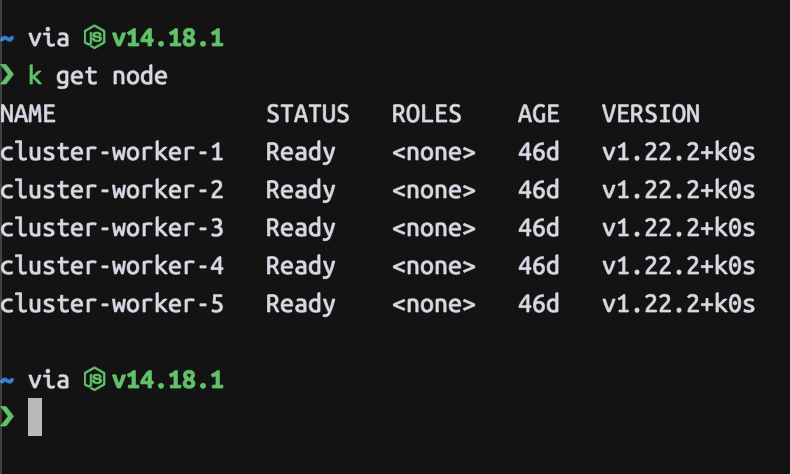 ~ via JS v14.18.1
❯ k get node
NAME STATUS ROLES AGE VERSION
cluster-worker-1 Ready <none> 46d v1.22.2+k0s
cluster-worker-2 Ready <none> 46d v1.22.2+k0s
cluster-worker-3 Ready <none> 46d v1.22.2+k0s
cluster-worker-4 Ready <none> 46d v1.22.2+k0s
cluster-worker-5 Ready <none> 46d v1.22.2+k0s
~ via JS v14.18.1
❯